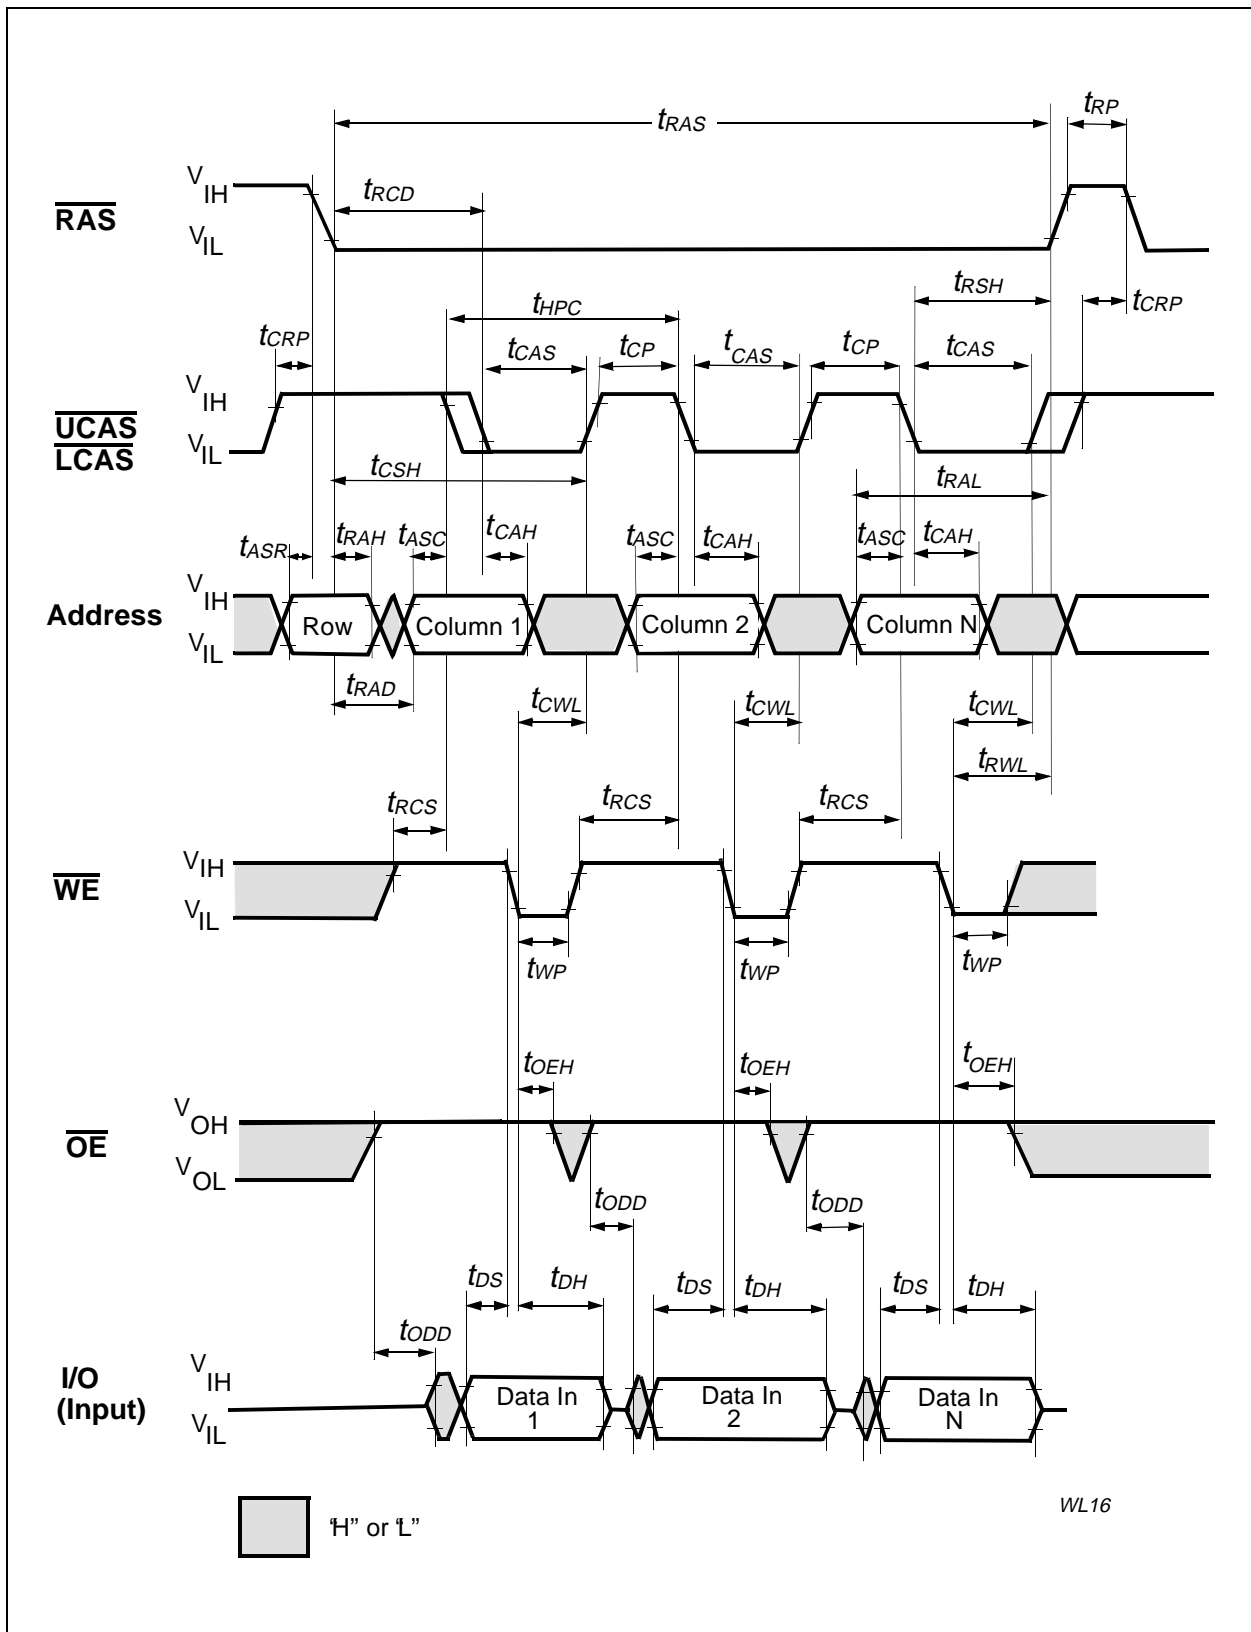 tRAS
tRP
VIH
RAS
tRCD
VIL
tRSH
tHPC
tCRP
tCRP
tCAS
tCP
tCAS
tCP
tCAS
VIH
UCAS
LCAS
VIL
tCSH
tRAL
tASR
tRAH
tASC
tCAH
tASC
tCAH
tASC
tCAH
VIH
Address
Row
Column 1
Column 2
Column N
VIL
tRAD
tCWL
tCWL
tCWL
tRWL
tRCS
tRCS
tRCS
VIH
WE
VIL
tWP
tWP
tWP
tOEH
tOEH
tOEH
VOH
OE
VOL
tODD
tODD
tDS
tDH
tDS
tDH
tDS
tDH
tODD
VIH
I/O
(Input)
Data In
1
Data In
2
Data In
N
VIL
WL16
“H” or “L”